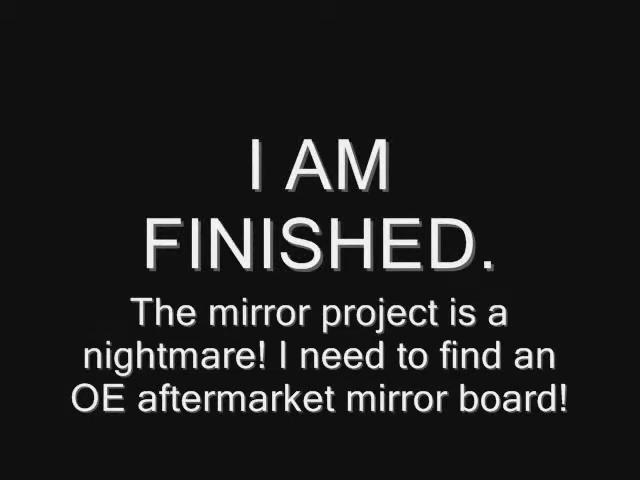 I AM
FINISHED.
The mirror project is a
nightmare! I need to find an
OE aftermarket mirror board!